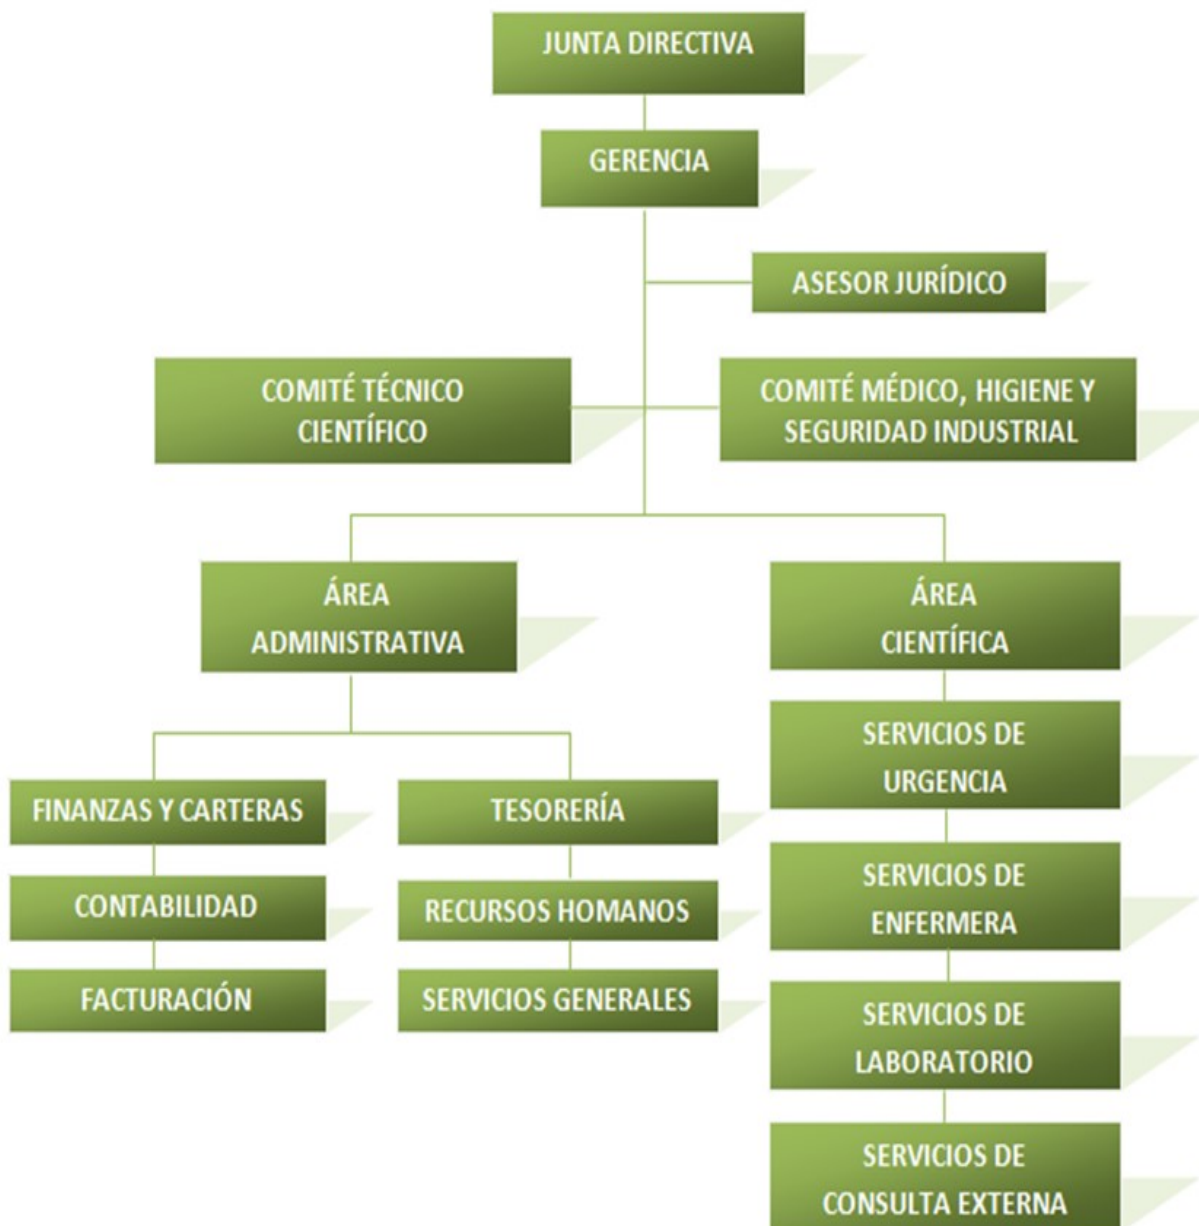 JUNTA DIRECTIVA
GERENCIA
ASESOR JURÍDICO
COMITÉ TÉCNICO
CIENTÍFICO
COMITÉ MÉDICO, HIGIENE Y
SEGURIDAD INDUSTRIAL
ÁREA
ADMINISTRATIVA
ÁREA
CIENTÍFICA
FINANZAS Y CARTERAS
CONTABILIDAD
FACTURACIÓN
TESORERÍA
RECURSOS HOMANOS
SERVICIOS GENERALES
SERVICIOS DE
URGENCIA
SERVICIOS DE
ENFERMERA
SERVICIOS DE
LABORATORIO
SERVICIOS DE
CONSULTA EXTERNA